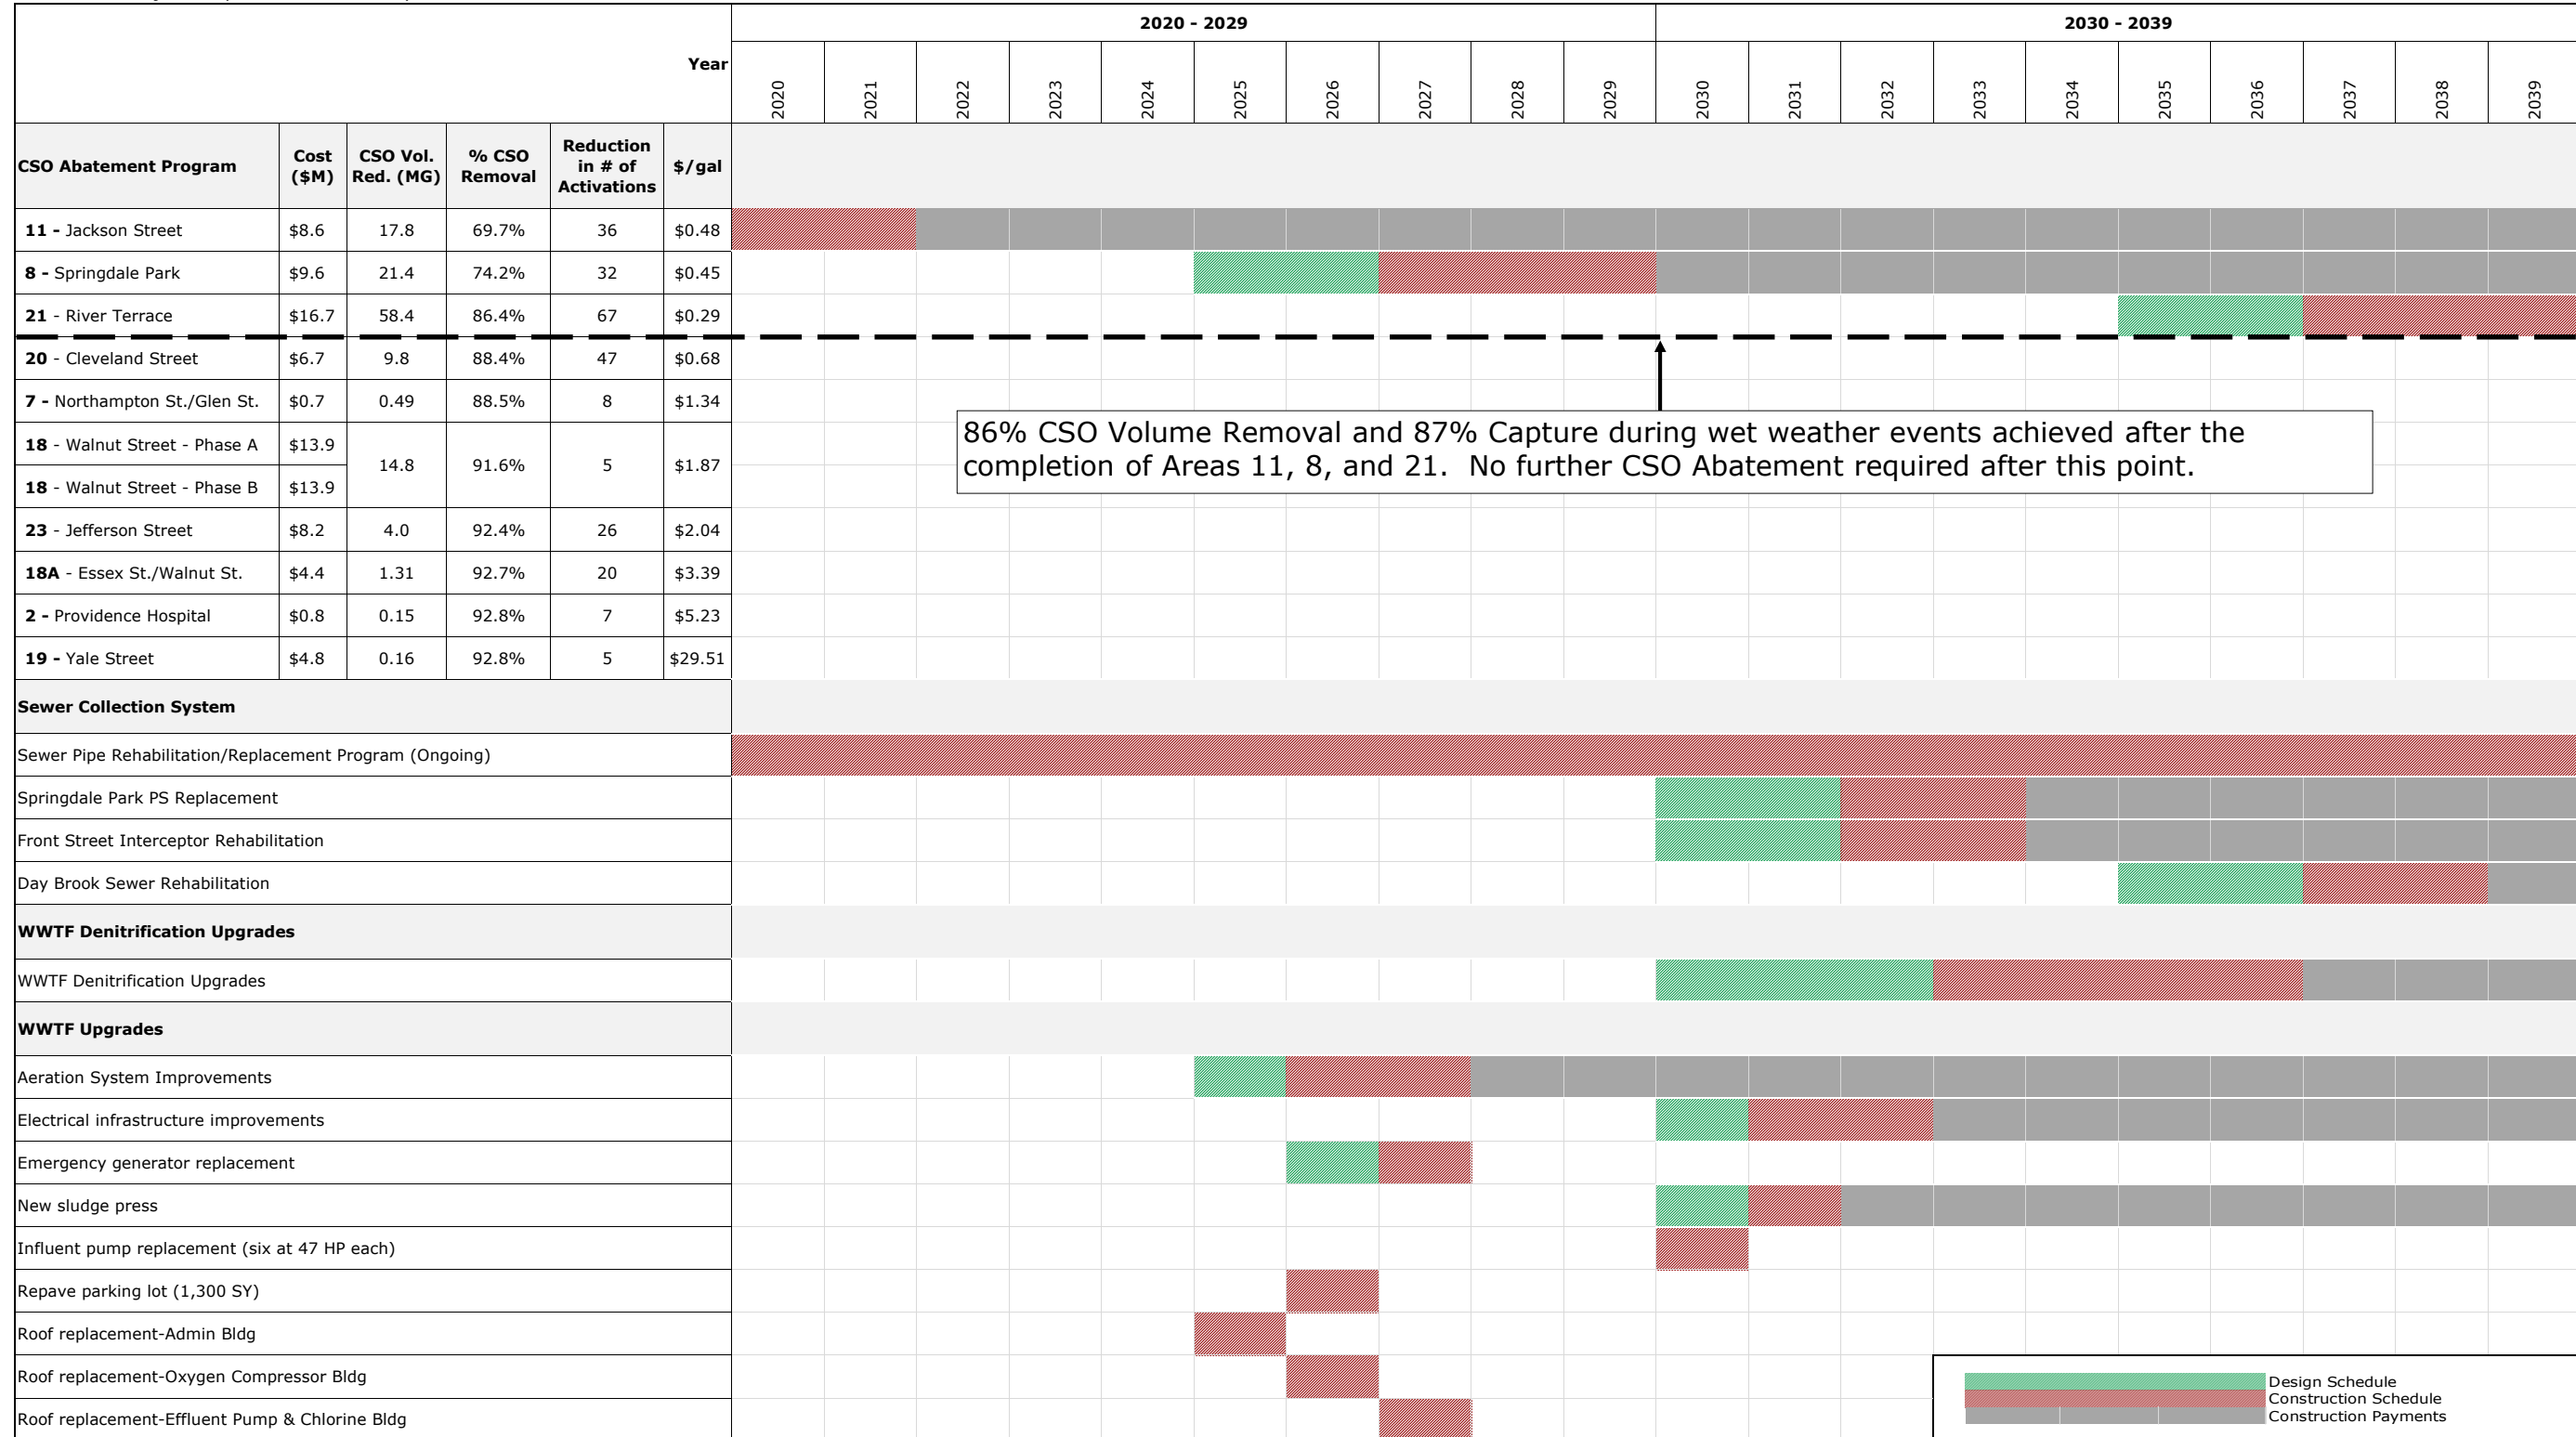 2020 - 2029
2030 - 2039
Year
2020
2021
2022
2023
2024
2025
2026
2027
2028
2029
2030
2031
2032
2033
2034
2035
2036
2037
2038
2039
CSO Abatement Program
Cost
($M)
CSO Vol.
Red. (MG)
% CSO
Removal
Reduction
in # of
Activations
$/gal
11 - Jackson Street $8.6 17.8 69.7% 36 $0.48
8 - Springdale Park $9.6 21.4 74.2% 32 $0.45
21 - River Terrace $16.7 58.4 86.4% 67 $0.29
20 - Cleveland Street $6.7 9.8 88.4% 47 $0.68
7 - Northampton St./Glen St. $0.7 0.49 88.5% 8 $1.34
18 - Walnut Street - Phase A $13.9
14.8 91.6% 5 $1.87
18 - Walnut Street - Phase B $13.9
86% CSO Volume Removal and 87% Capture during wet weather events achieved after the
completion of Areas 11, 8, and 21. No further CSO Abatement required after this point.
23 - Jefferson Street $8.2 4.0 92.4% 26 $2.04
18A - Essex St./Walnut St. $4.4 1.31 92.7% 20 $3.39
2 - Providence Hospital $0.8 0.15 92.8% 7 $5.23
19 - Yale Street $4.8 0.16 92.8% 5 $29.51
Sewer Collection System
Sewer Pipe Rehabilitation/Replacement Program (Ongoing)
Springdale Park PS Replacement
Front Street Interceptor Rehabilitation
Day Brook Sewer Rehabilitation
WWTF Denitrification Upgrades
WWTF Denitrification Upgrades
WWTF Upgrades
Aeration System Improvements
Electrical infrastructure improvements
Emergency generator replacement
New sludge press
Influent pump replacement (six at 47 HP each)
Repave parking lot (1,300 SY)
Roof replacement-Admin Bldg
Roof replacement-Oxygen Compressor Bldg
Roof replacement-Effluent Pump & Chlorine Bldg
Design Schedule
Construction Schedule
Construction Payments